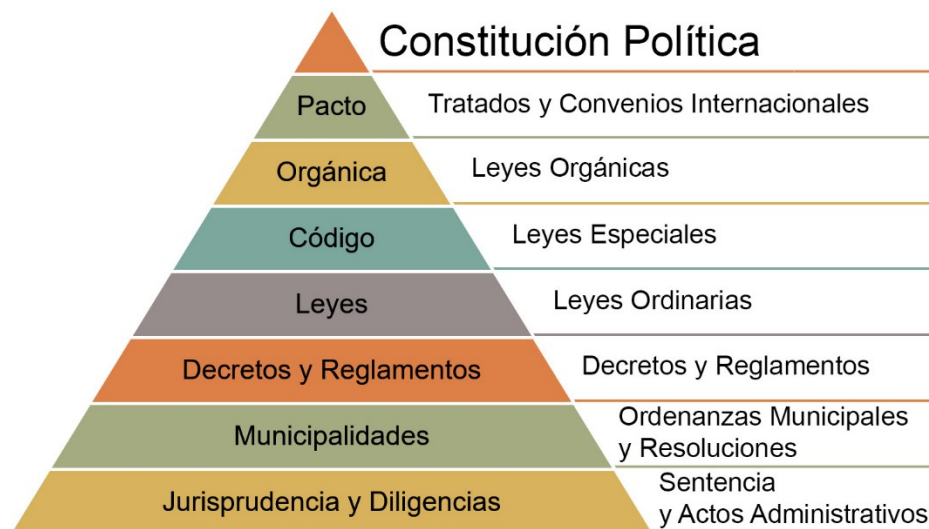 Constitución Política
Pacto
Tratados y Convenios Internacionales
Orgánica
Leyes Orgánicas
Código
Leyes Especiales
Leyes
Leyes Ordinarias
Decretos y Reglamentos
Decretos y Reglamentos
Municipalidades
Ordenanzas Municipales
y Resoluciones
Jurisprudencia y Diligencias
Sentencia
y Actos Administrativos